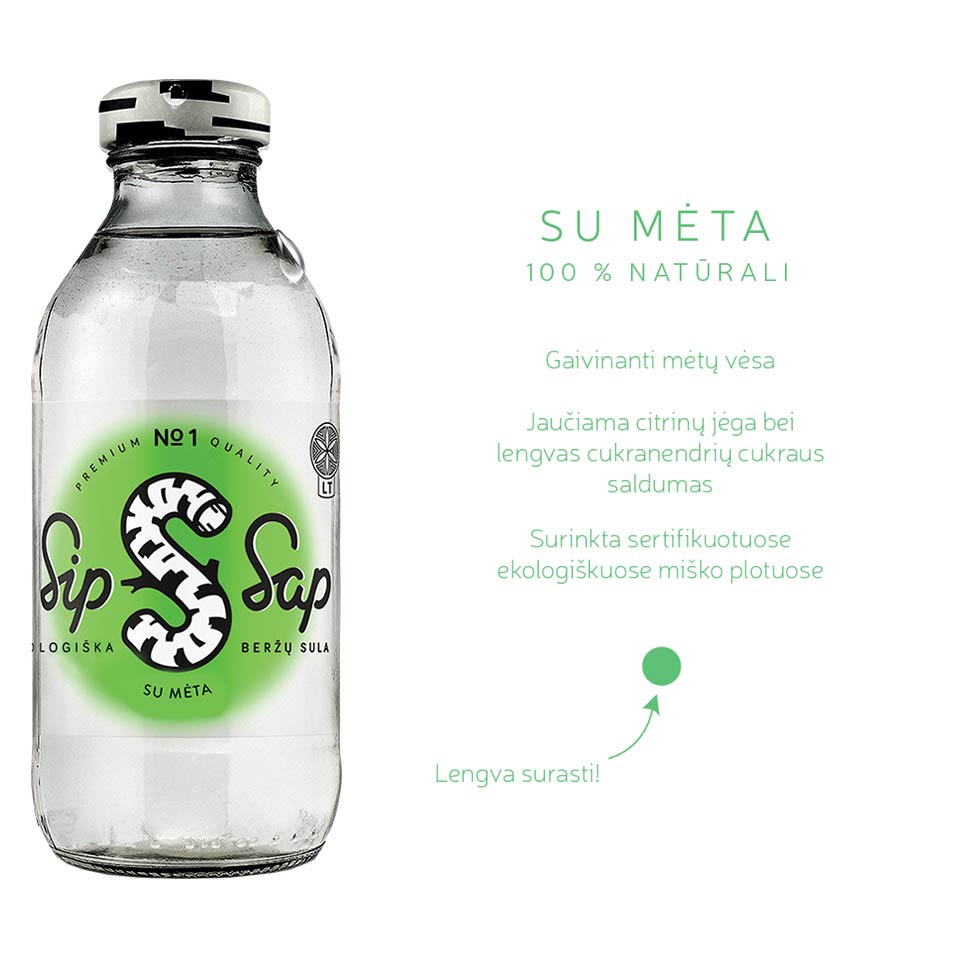 PREMIUM No1 QUALITY
LT
Sip S Sap
OLOGIŠKA BERŽŲ SULA
SU MĖTA
SU MĖTA
100 % NATŪRALI
Gaivinanti mėtų vėsa
Jaučiama citrinų jėga bei
lengvas cukranendrių cukraus
saldumas
Surinkta sertifikuotuose
ekologiškuose miško plotuose
Lengva surasti!